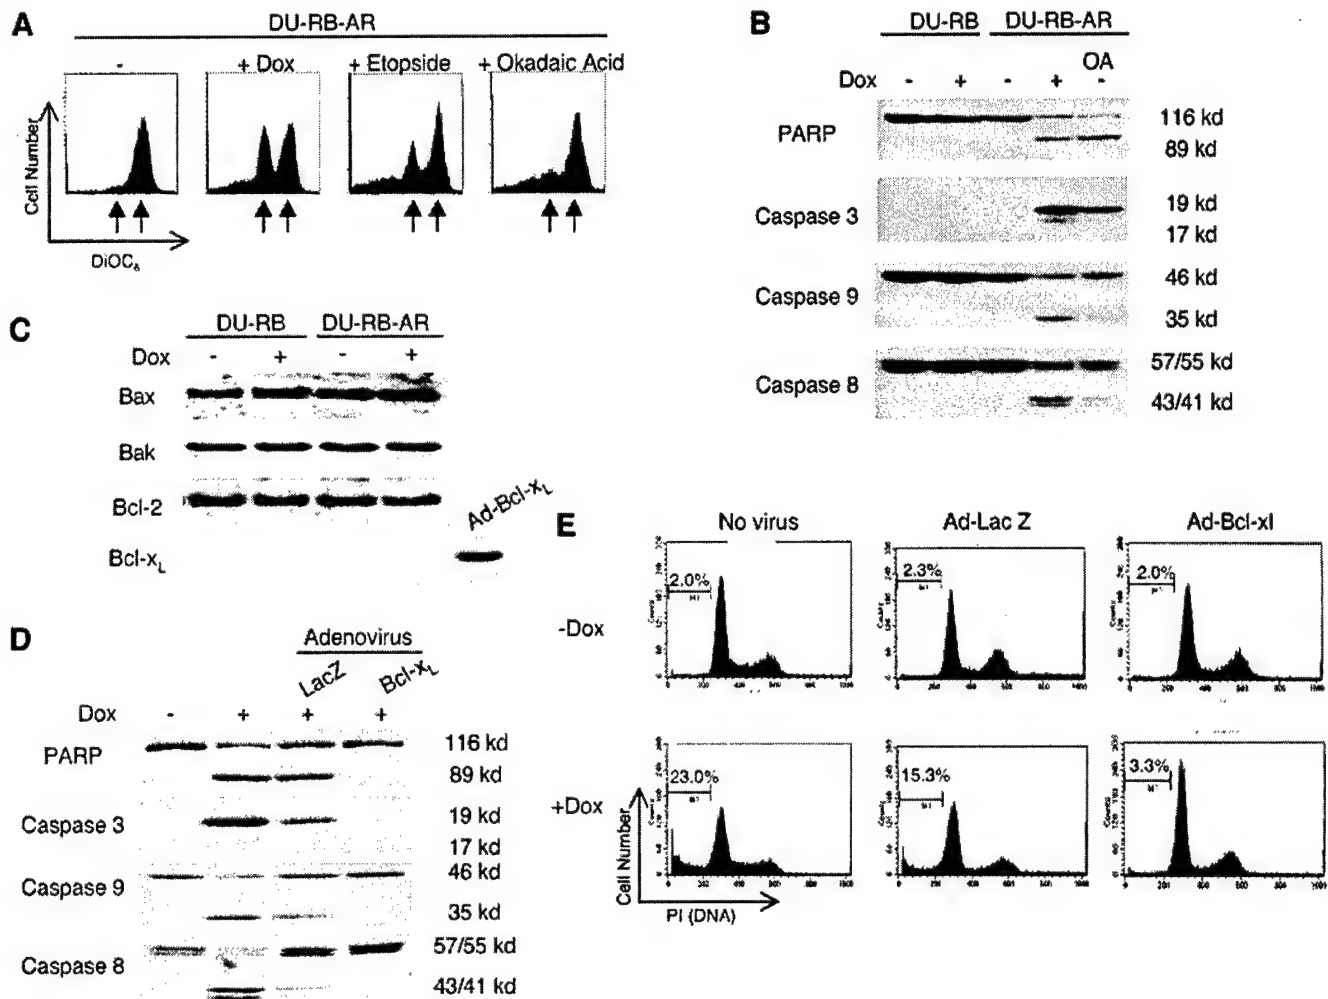 A
DU-RB-AR
- + Dox + Etopside + Okadaic Acid
Cell Number
DiOC₆
B
DU-RB DU-RB-AR
OA
Dox - + - + -
PARP
116 kd
89 kd
Caspase 3
19 kd
17 kd
Caspase 9
46 kd
35 kd
Caspase 8
57/55 kd
43/41 kd
C
DU-RB DU-RB-AR
Dox - + - +
Bax
Bak
Bcl-2
Bcl-xL
Ad-Bcl-xL
D
Adenovirus
LacZ Bcl-xL
Dox - + + +
PARP
116 kd
89 kd
Caspase 3
19 kd
17 kd
Caspase 9
46 kd
35 kd
Caspase 8
57/55 kd
43/41 kd
E
No virus Ad-Lac Z Ad-Bcl-xl
-Dox
2.0% 2.3% 2.0%
+Dox
23.0% 15.3% 3.3%
Cell Number
PI (DNA)